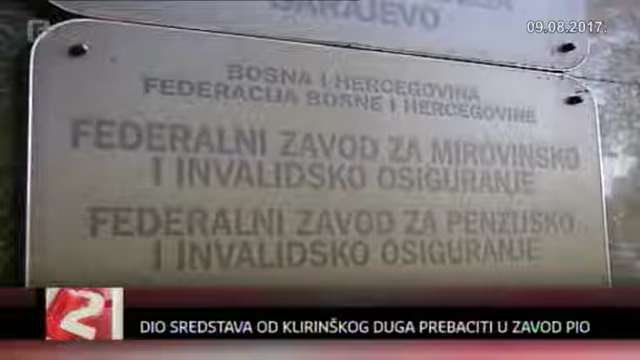 SARAJEVO
09.08.2017.
BOSNA I HERCEGOVINA
FEDERACIJA BOSNE I HERCEGOVINE
FEDERALNI ZAVOD ZA MIROVINSKO
I INVALIDSKO OSIGURANJE
FEDERALNI ZAVOD ZA PENZIJSKO
I INVALIDSKO OSIGURANJE
2 DIO SREDSTAVA OD KLIRINŠKOG DUGA PREBACITI U ZAVOD PIO